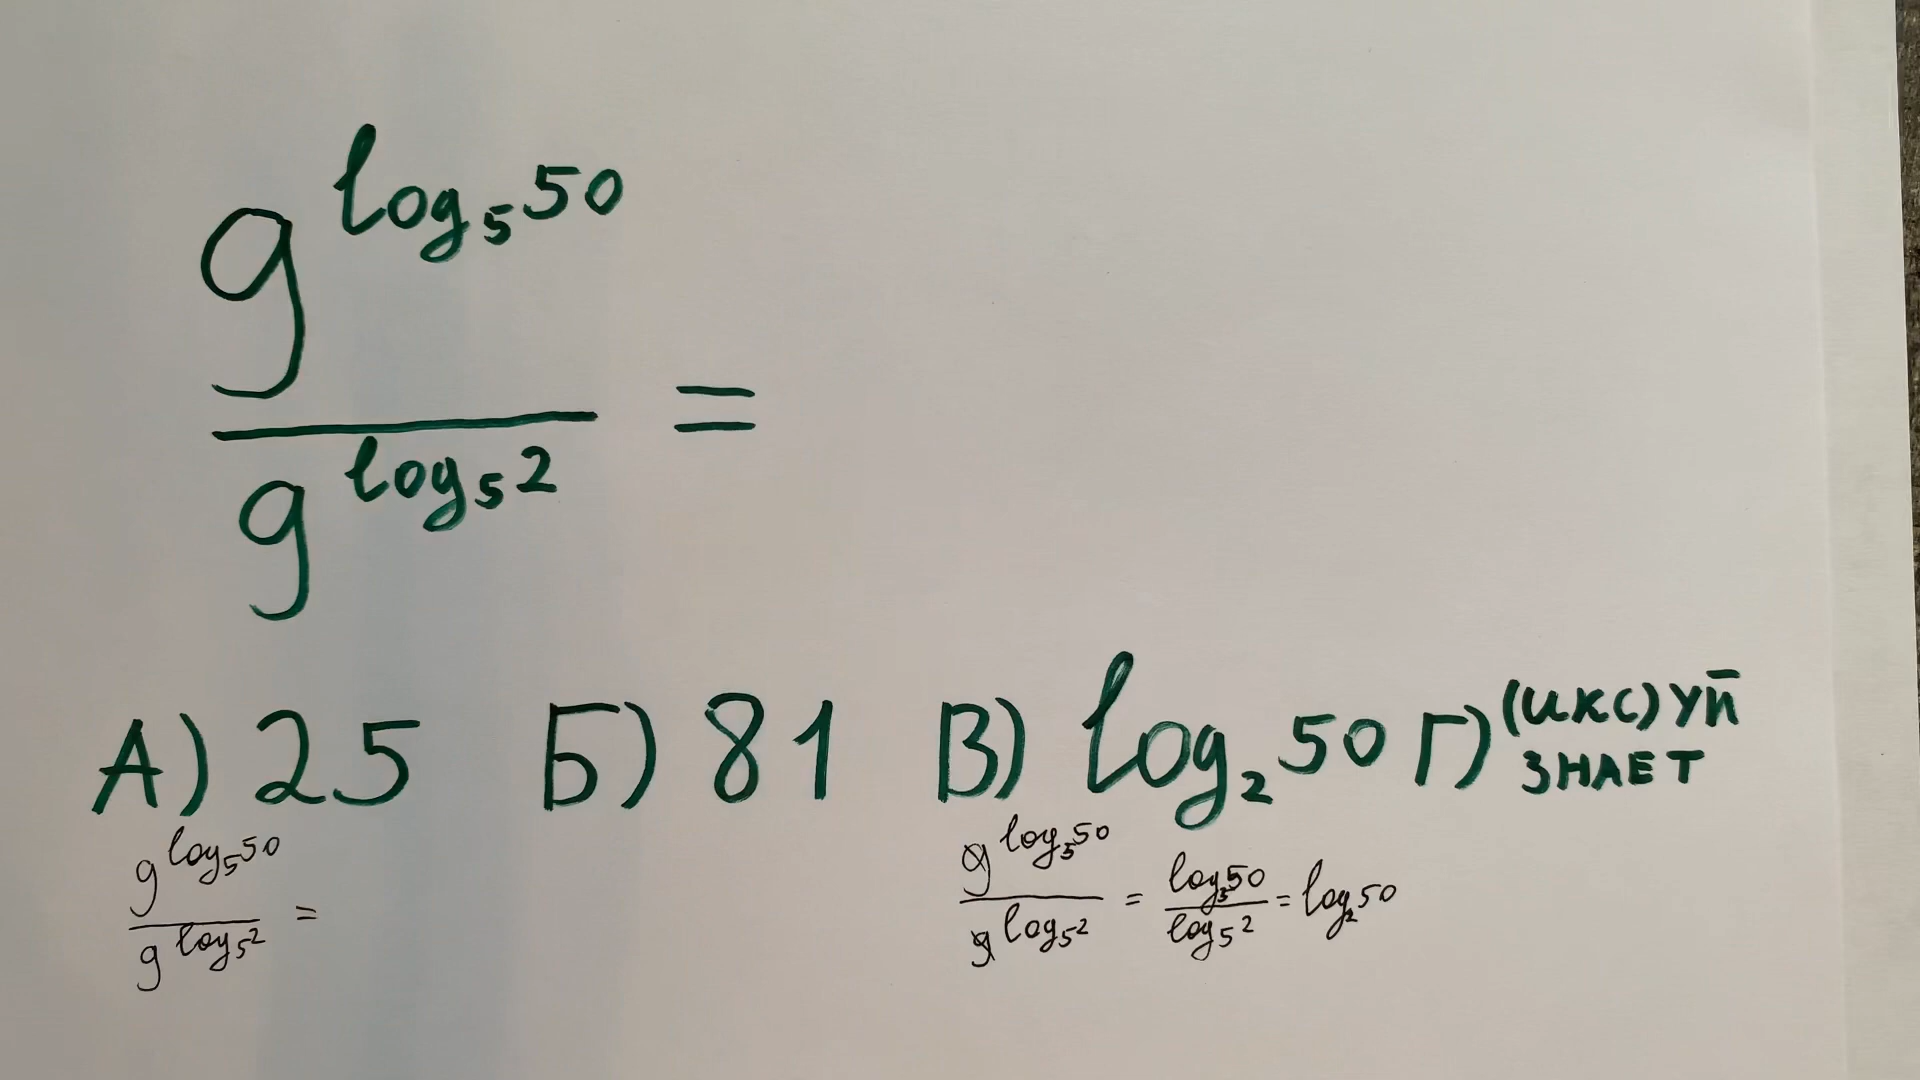 9^{log_5 50}
9^{log_5 2} =
А) 25 Б) 81 В) log_2 50 Г) (икс)уй
знает
9^{log_5 50} / 9^{log_5 2} =
9^{log_5 50} / 9^{log_5 2} = log_5 50 / log_5 2 = log_2 50